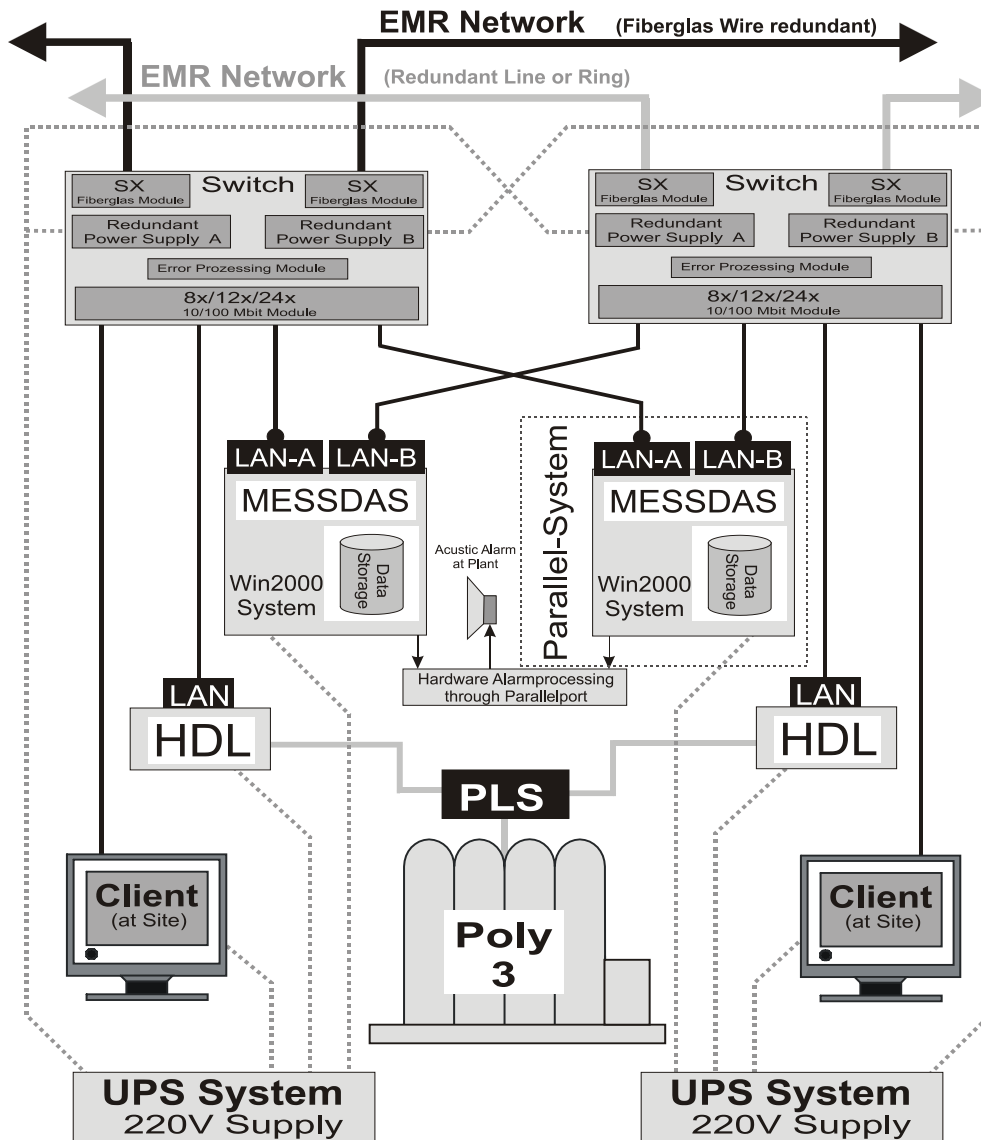 EMR Network (Fiberglas Wire redundant)
EMR Network (Redundant Line or Ring)
SX
Fiberglas Module
Switch
SX
Fiberglas Module
Redundant
Power Supply A
Redundant
Power Supply B
Error Prozessing Module
8x/12x/24x
10/100 Mbit Module
SX
Fiberglas Module
Switch
SX
Fiberglas Module
Redundant
Power Supply A
Redundant
Power Supply B
Error Prozessing Module
8x/12x/24x
10/100 Mbit Module
LAN-A
LAN-B
MESSDAS
Win2000
System
Data
Storage
Acustic Alarm
at Plant
Parallel-System
LAN-A
LAN-B
MESSDAS
Win2000
System
Data
Storage
Hardware Alarmprocessing
through Parallelport
LAN
HDL
LAN
HDL
PLS
Client
(at Site)
Poly
3
Client
(at Site)
UPS System
220V Supply
UPS System
220V Supply